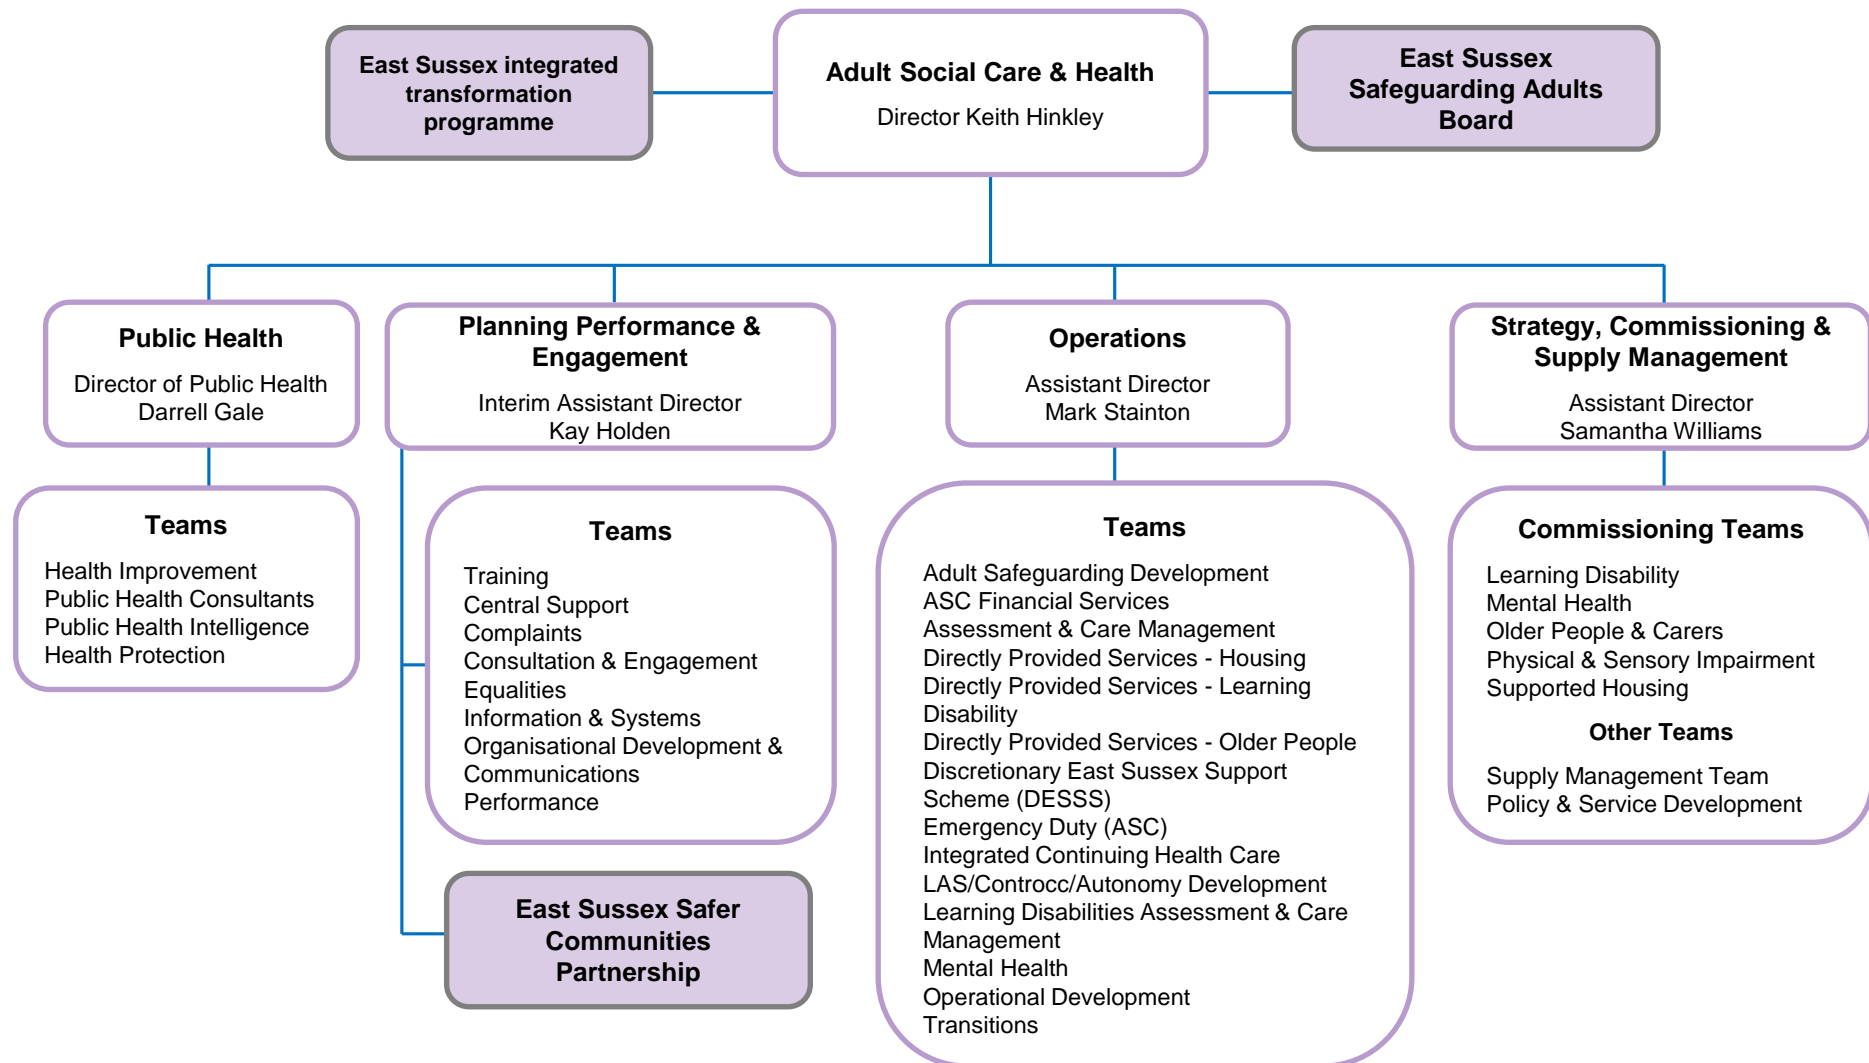 East Sussex integrated
transformation
programme
Adult Social Care & Health
Director Keith Hinkley
East Sussex
Safeguarding Adults
Board
Public Health
Director of Public Health
Darrell Gale
Planning Performance &
Engagement
Interim Assistant Director
Kay Holden
Operations
Assistant Director
Mark Stainton
Strategy, Commissioning &
Supply Management
Assistant Director
Samantha Williams
Teams
Health Improvement
Public Health Consultants
Public Health Intelligence
Health Protection
Teams
Training
Central Support
Complaints
Consultation & Engagement
Equalities
Information & Systems
Organisational Development &
Communications
Performance
East Sussex Safer
Communities
Partnership
Teams
Adult Safeguarding Development
ASC Financial Services
Assessment & Care Management
Directly Provided Services - Housing
Directly Provided Services - Learning
Disability
Directly Provided Services - Older People
Discretionary East Sussex Support
Scheme (DESSS)
Emergency Duty (ASC)
Integrated Continuing Health Care
LAS/Controcc/Autonomy Development
Learning Disabilities Assessment & Care
Management
Mental Health
Operational Development
Transitions
Commissioning Teams
Learning Disability
Mental Health
Older People & Carers
Physical & Sensory Impairment
Supported Housing
Other Teams
Supply Management Team
Policy & Service Development